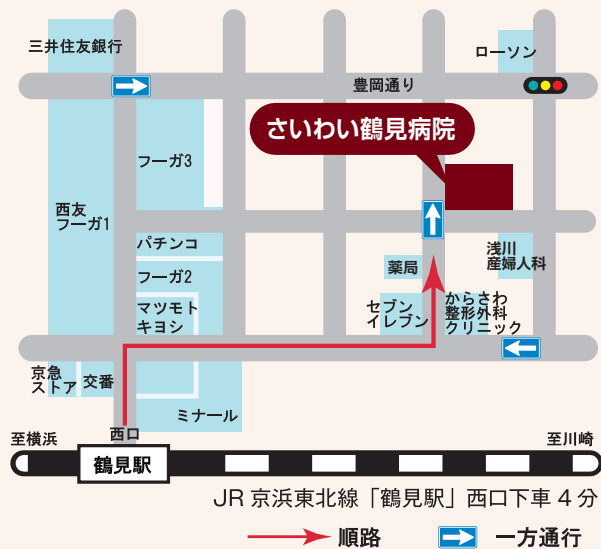 三井住友銀行
ローソン
豊岡通り
さいわい鶴見病院
フーガ3
西友
フーガ1
パチンコ
フーガ2
マツモト
キヨシ
薬局
浅川
産婦人科
セブン
イレブン
からさわ
整形外科
クリニック
京急
ストア
交番
ミナール
西口
至横浜
至川崎
鶴見駅
JR京浜東北線「鶴見駅」西口下車4分
順路
一方通行